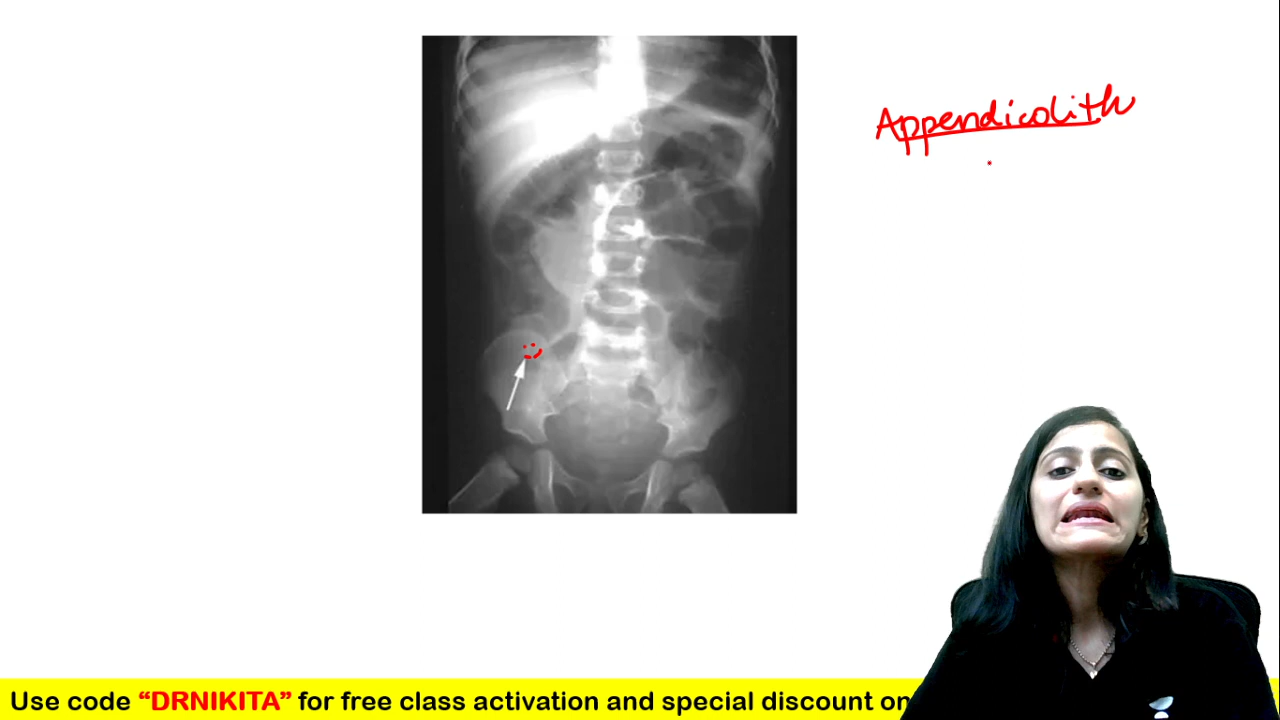 Appendicolith
Use code “DRNIKITA” for free class activation and special discount on